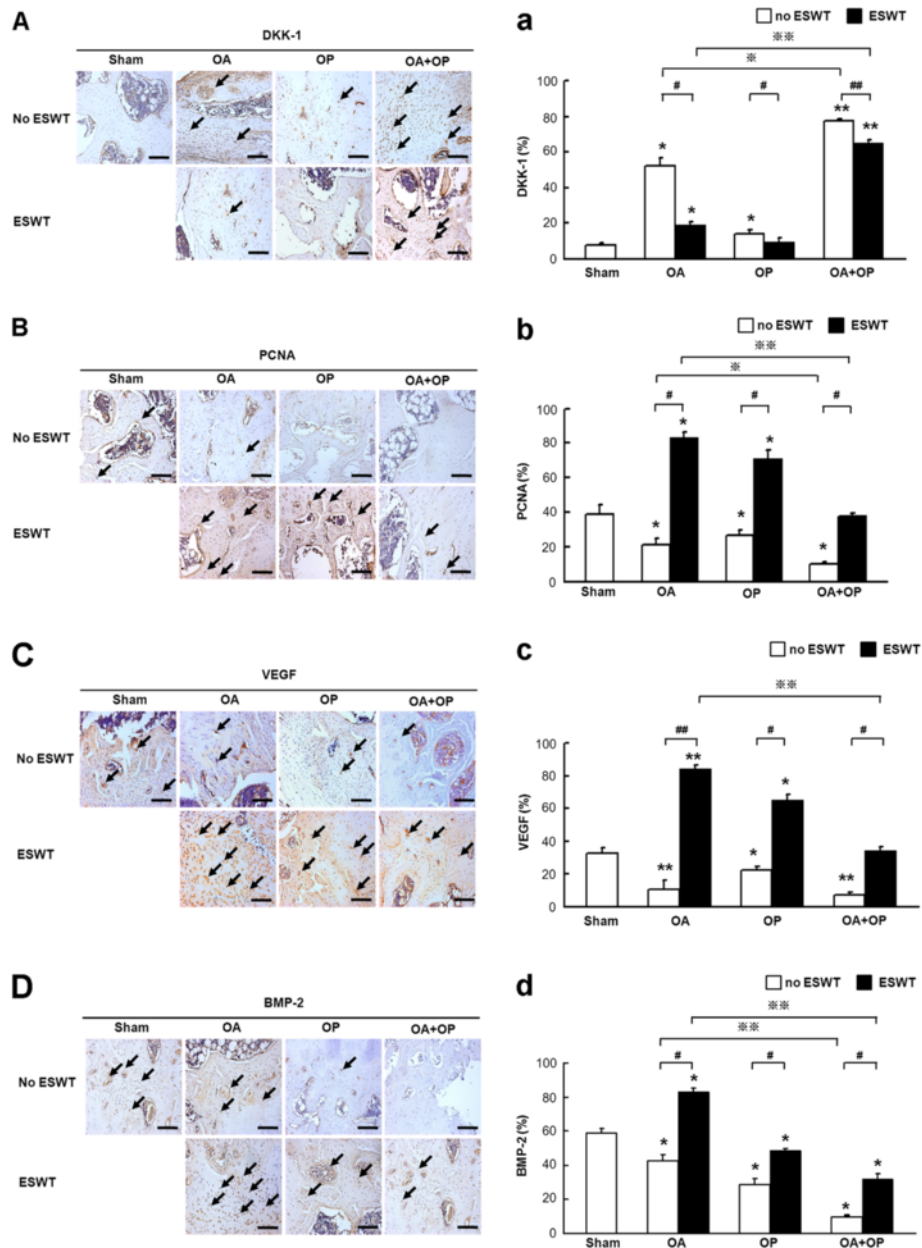 A
DKK-1
Sham OA OP OA+OP
No ESWT
ESWT
a
no ESWT ESWT
※※
※
# # ##
* * * ** **
DKK-1 (%)
100
80
60
40
20
0
Sham OA OP OA+OP
B
PCNA
Sham OA OP OA+OP
No ESWT
ESWT
b
no ESWT ESWT
※※
※
# # #
* * * * *
PCNA (%)
100
80
60
40
20
0
Sham OA OP OA+OP
C
VEGF
Sham OA OP OA+OP
No ESWT
ESWT
c
no ESWT ESWT
※※
## # #
** ** * * **
VEGF (%)
100
80
60
40
20
0
Sham OA OP OA+OP
D
BMP-2
Sham OA OP OA+OP
No ESWT
ESWT
d
no ESWT ESWT
※※
※※
# # #
* * * * * *
BMP-2 (%)
100
80
60
40
20
0
Sham OA OP OA+OP